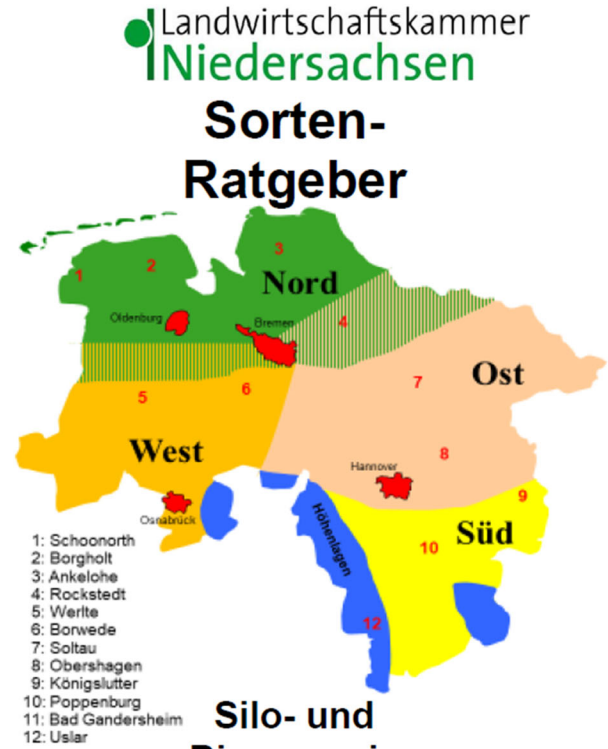 Landwirtschaftskammer
Niedersachsen
Sorten-
Ratgeber
3
2
1
Nord
Oldenburg
Bremen
4
Ost
7
6
5
West
8
Hannover
9
Osnabrück
Höhenlagen
Süd
10
12
1: Schoonorth
2: Borgholt
3: Ankelohe
4: Rockstedt
5: Werlte
6: Borwede
7: Soltau
8: Obershagen
9: Königslutter
10: Poppenburg
11: Bad Gandersheim
12: Uslar
Silo- und